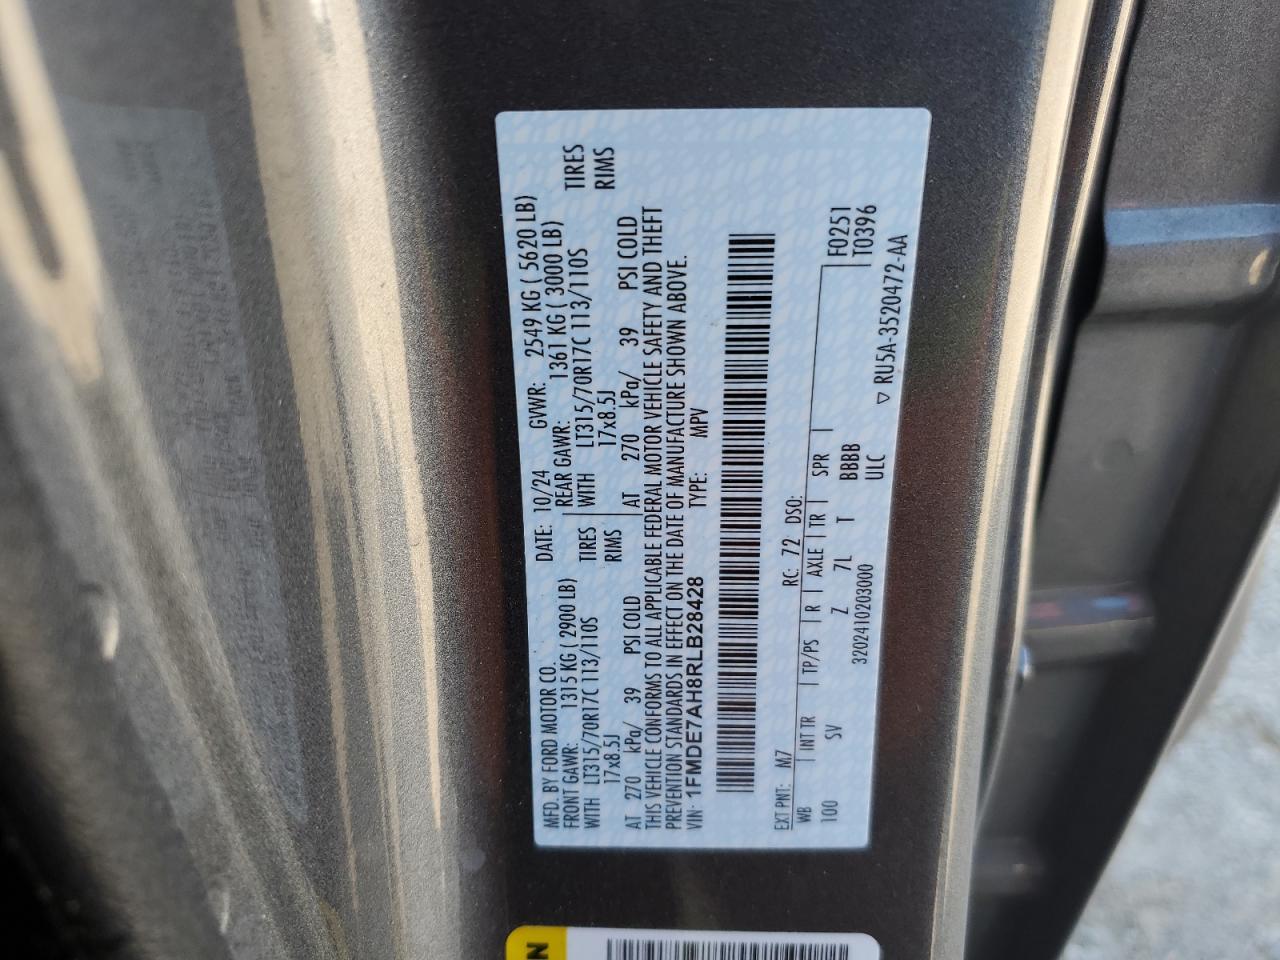 MFD. BY FORD MOTOR CO.
DATE: 10/24 GVWR: 2549 KG ( 5620 LB)
FRONT GAWR: 1315 KG ( 2900 LB) REAR GAWR: 1361 KG ( 3000 LB)
WITH LT315/70R17C 113/110S TIRES WITH LT315/70R17C 113/110S TIRES
17x8.5J RIMS 17x8.5J RIMS
AT 270 kPa/ 39 PSI COLD AT 270 kPa/ 39 PSI COLD
THIS VEHICLE CONFORMS TO ALL APPLICABLE FEDERAL MOTOR VEHICLE SAFETY AND THEFT
PREVENTION STANDARDS IN EFFECT ON THE DATE OF MANUFACTURE SHOWN ABOVE.
VIN: 1FMDE7AH8RLB28428 TYPE: MPV
EXT PNT: M7 RC: 72 DSO:
WB | INT TR | TP/PS | R | AXLE | TR | SPR | F0251
100 SV Z 7L T BBBB T0396
3202410203000 ULC ▽ RU5A-3520472-AA
N